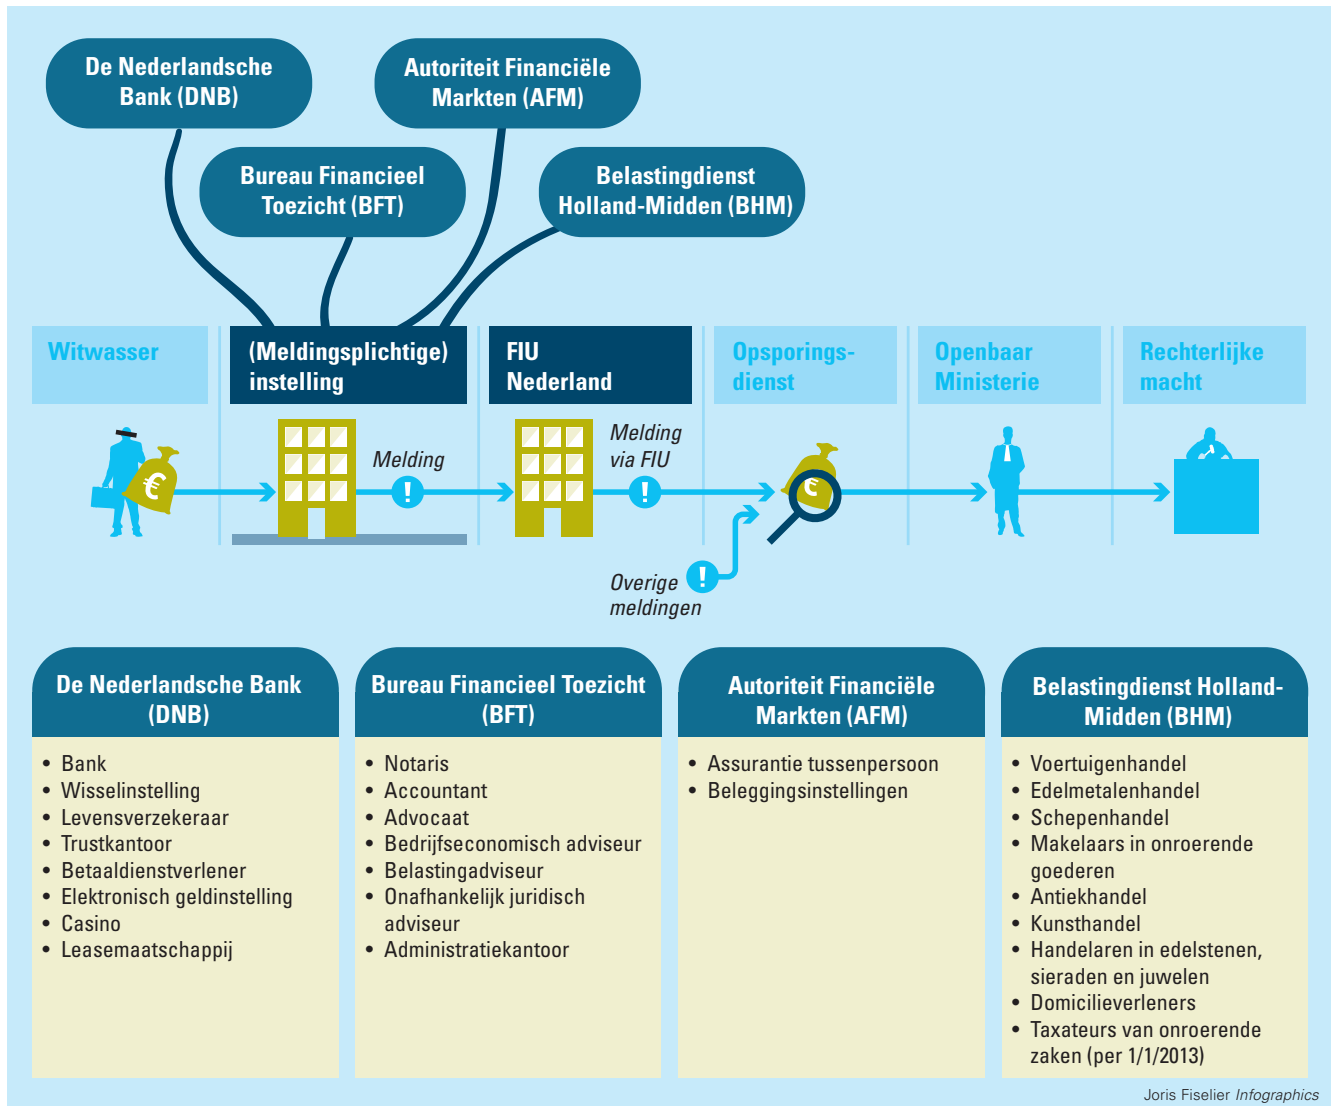 De Nederlandsche
Bank (DNB)
Autoriteit Financiële
Markten (AFM)
Bureau Financieel
Toezicht (BFT)
Belastingdienst
Holland-Midden (BHM)
Witwasser
(Meldingsplichtige)
instelling
FIU
Nederland
Opsporings-
dienst
Openbaar
Ministerie
Rechterlijke
macht
€
Melding
!
Melding
via FIU
!
€
Overige
meldingen
!
De Nederlandsche Bank
(DNB)
• Bank
• Wisselinstelling
• Levensverzekeraar
• Trustkantoor
• Betaaldienstverlener
• Elektronisch geldinstelling
• Casino
• Leasemaatschappij
Bureau Financieel Toezicht
(BFT)
• Notaris
• Accountant
• Advocaat
• Bedrijfseconomisch adviseur
• Belastingadviseur
• Onafhankelijk juridisch
adviseur
• Administratiekantoor
Autoriteit Financiële
Markten (AFM)
• Assurantie tussenpersoon
• Beleggingsinstellingen
Belastingdienst Holland-
Midden (BHM)
• Voertuigenhandel
• Edelmetalenhandel
• Schepenhandel
• Makelaars in onroerende
goederen
• Antiekhandel
• Kunsthandel
• Handelaren in edelstenen,
sieraden en juwelen
• Domicilieverleners
• Taxateurs van onroerende
zaken (per 1/1/2013)
Joris Fiselier Infographics